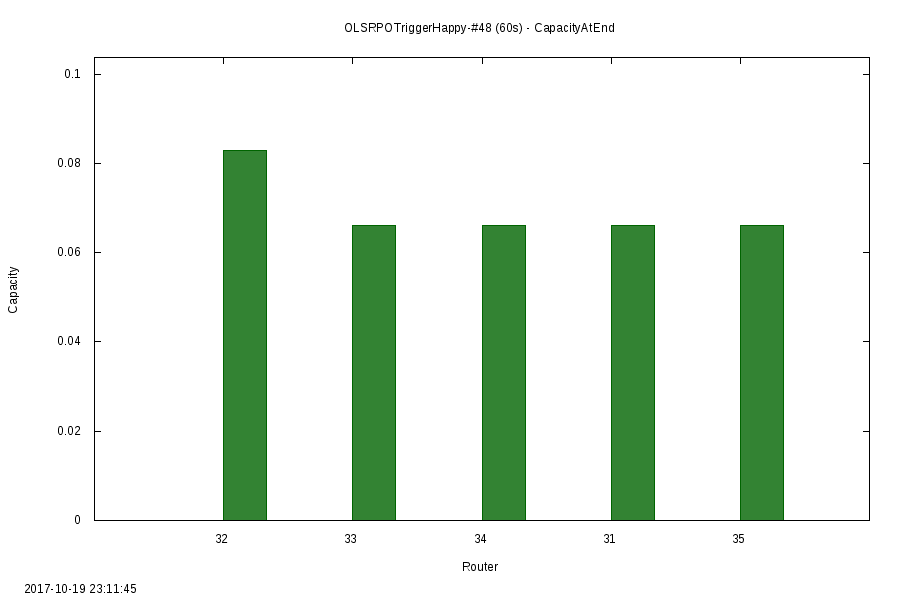 OLSRPOTriggerHappy-#48 (60s) - CapacityAtEnd
0.1
0.08
0.06
0.04
0.02
0
Capacity
32 33 34 31 35
Router
2017-10-19 23:11:45